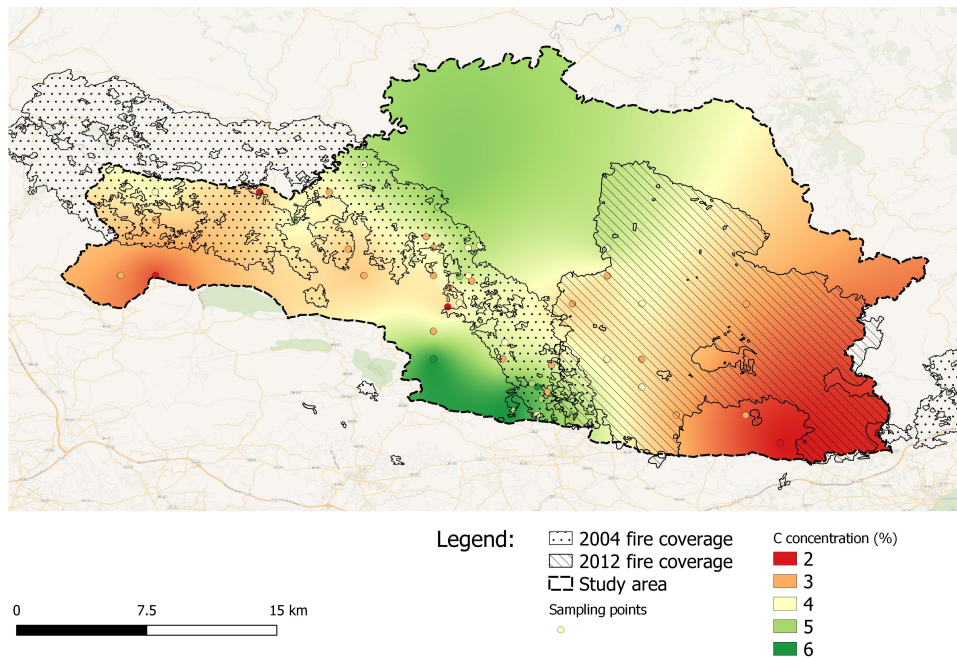 Legend:
2004 fire coverage
2012 fire coverage
Study area
Sampling points
C concentration (%)
2
3
4
5
6
0 7.5 15 km